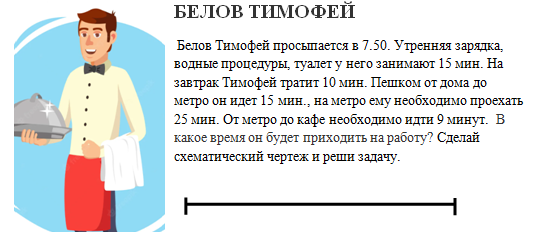 БЕЛОВ ТИМОФЕЙ
Белов Тимофей просыпается в 7.50. Утренняя зарядка,
водные процедуры, туалет у него занимают 15 мин. На
завтрак Тимофей тратит 10 мин. Пешком от дома до
метро он идет 15 мин., на метро ему необходимо проехать
25 мин. От метро до кафе необходимо идти 9 минут. В
какое время он будет приходить на работу? Сделай
схематический чертеж и реши задачу.